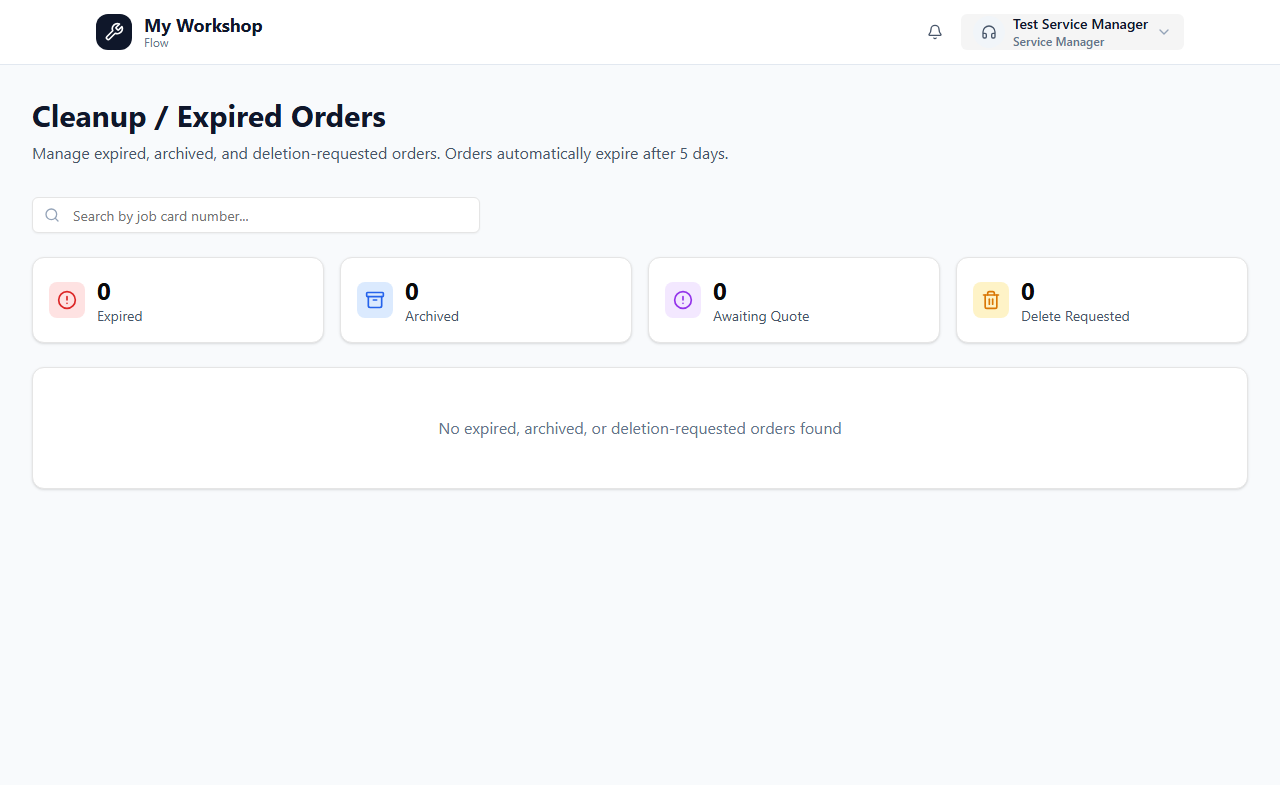 My Workshop
Flow
Test Service Manager
Service Manager
Cleanup / Expired Orders
Manage expired, archived, and deletion-requested orders. Orders automatically expire after 5 days.
Search by job card number...
0
Expired
0
Archived
0
Awaiting Quote
0
Delete Requested
No expired, archived, or deletion-requested orders found